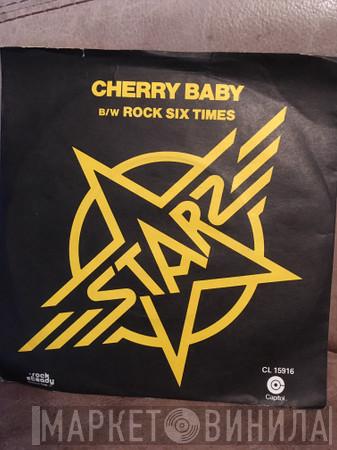 CHERRY BABY
B/W ROCK SIX TIMES
STARZ
rock
steady
CL 15916
Capitol
МАРКЕТ ВИНИЛА